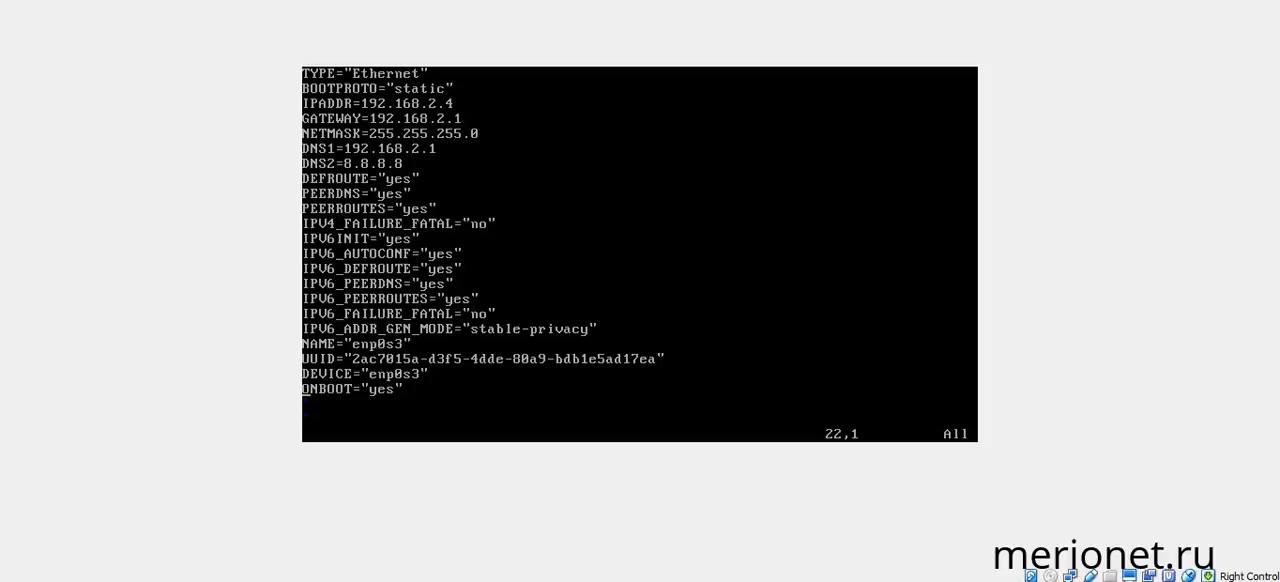 TYPE="Ethernet"
BOOTPROTO="static"
IPADDR=192.168.2.4
GATEWAY=192.168.2.1
NETMASK=255.255.255.0
DNS1=192.168.2.1
DNS2=8.8.8.8
DEFROUTE="yes"
PEERDNS="yes"
PEERROUTES="yes"
IPV4_FAILURE_FATAL="no"
IPV6INIT="yes"
IPV6_AUTOCONF="yes"
IPV6_DEFROUTE="yes"
IPV6_PEERDNS="yes"
IPV6_PEERROUTES="yes"
IPV6_FAILURE_FATAL="no"
IPV6_ADDR_GEN_MODE="stable-privacy"
NAME="enp0s3"
UUID="2ac7015a-d3f5-4dde-80a9-bdb1e5ad17ea"
DEVICE="enp0s3"
ONBOOT="yes"
22,1 All
merionet.ru
Right Control